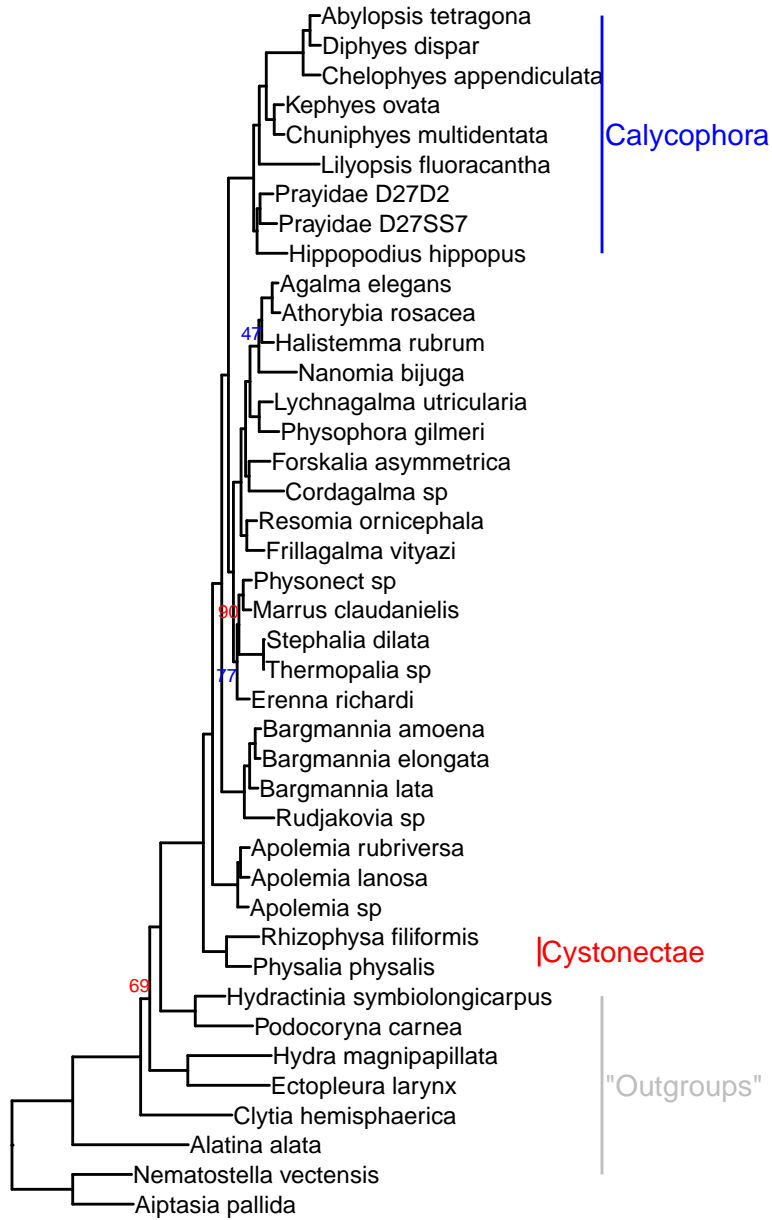 Abylopsis tetragona
Diphyes dispar
Chelophyes appendiculata
Kephyes ovata
Chuniphyes multidentata
Calycophora
Lilyopsis fluoracantha
Prayidae D27D2
Prayidae D27SS7
Hippopodius hippopus
Agalma elegans
Athorybia rosacea
47
Halistemma rubrum
Nanomia bijuga
Lychnagalma utricularia
Physophora gilmeri
Forskalia asymmetrica
Cordagalma sp
Resomia ornicephala
Frillagalma vityazi
Physonect sp
90
Marrus claudanielis
Stephalia dilata
Thermopalia sp
77
Erenna richardi
Bargmannia amoena
Bargmannia elongata
Bargmannia lata
Rudjakovia sp
Apolemia rubriversa
Apolemia lanosa
Apolemia sp
Rhizophysa filiformis
Cystonectae
Physalia physalis
69
Hydractinia symbiolongicarpus
Podocoryna carnea
Hydra magnipapillata
Ectopleura larynx
"Outgroups"
Clytia hemisphaerica
Alatina alata
Nematostella vectensis
Aiptasia pallida